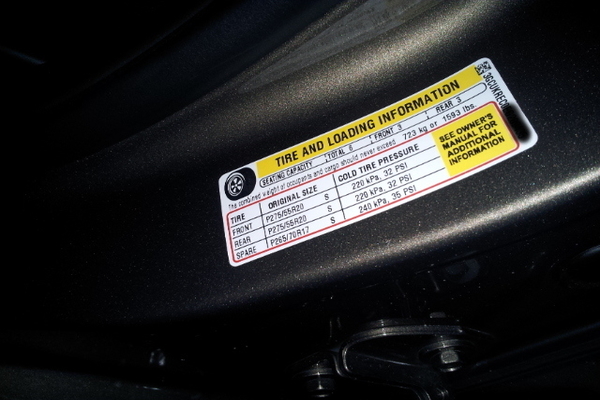 TIRE AND LOADING INFORMATION
SEATING CAPACITY TOTAL 6 FRONT 3 REAR 3
The combined weight of occupants and cargo should never exceed 723 kg or 1593 lbs.
TIRE ORIGINAL SIZE COLD TIRE PRESSURE
FRONT P275/55R20 S 220 kPa, 32 PSI
REAR P275/55R20 S 220 kPa, 32 PSI
SPARE P265/70R17 S 240 kPa, 35 PSI
SEE OWNER'S
MANUAL FOR
ADDITIONAL
INFORMATION
3GCUKREC